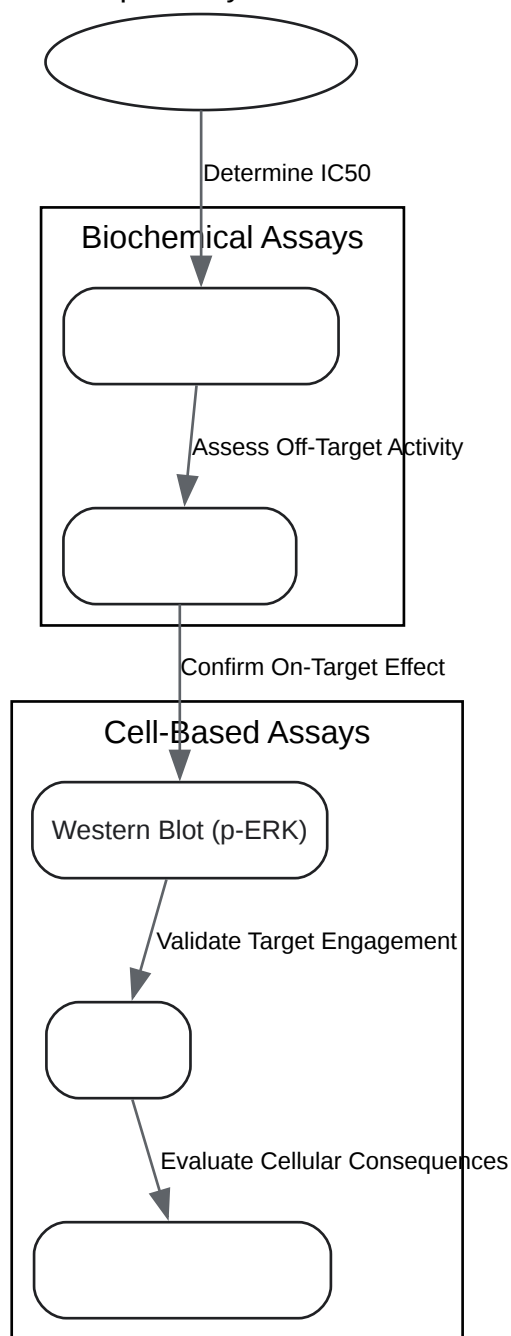 Determine IC50
Biochemical Assays
Assess Off-Target Activity
Confirm On-Target Effect
Cell-Based Assays
Western Blot (p-ERK)
Validate Target Engagement
Evaluate Cellular Consequences